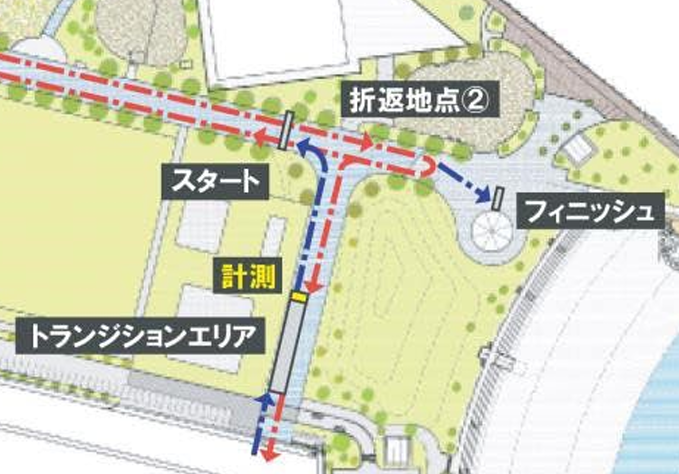 折返地点②
スタート
フィニッシュ
計測
トランジションエリア